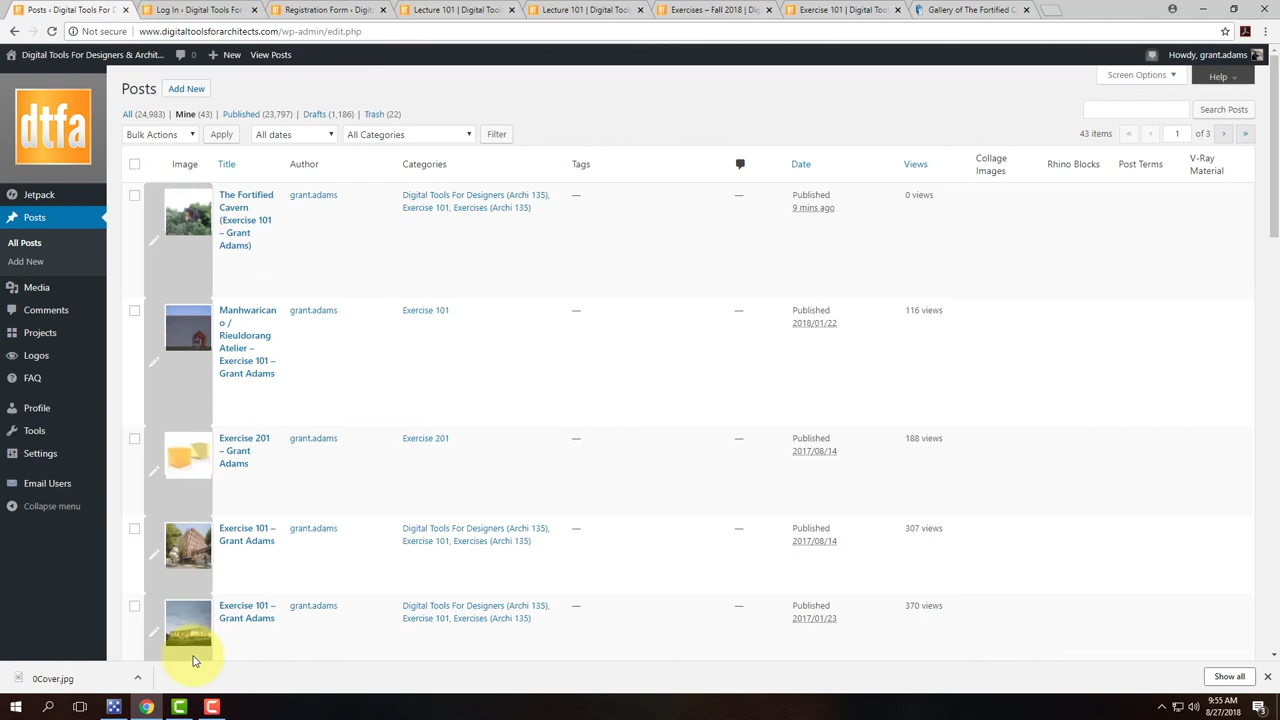 Posts ‹ Digital Tools For D
Log In ‹ Digital Tools For
Registration Form ‹ Digita
Lecture 101 | Digital Tools
Lecture 101 | Digital Tools
Exercises – Fall 2018 | Dig
Exercise 101 | Digital Tool
Gallery of The Fortified Ca
Not secure | www.digitaltoolsforarchitects.com/wp-admin/edit.php
Digital Tools For Designers & Archit... 0 New View Posts Howdy, grant.adams
Posts Add New Screen Options Help
dtfa
All (24,983) | Mine (43) | Published (23,797) | Drafts (1,186) | Trash (22) Search Posts
Bulk Actions Apply All dates All Categories Filter 43 items « ‹ 1 of 3 › »
Image Title Author Categories Tags Date Views Collage Images Rhino Blocks Post Terms V-Ray Material
Jetpack
Posts
All Posts
Add New
Media
Comments
Projects
Portfolios
Logos
FAQ
Profile
Tools
Settings
Email Users
Collapse menu
The Fortified
Cavern
(Exercise 101
– Grant
Adams)
grant.adams
Digital Tools For Designers (Archi 135),
Exercise 101, Exercises (Archi 135)
—
—
Published
9 mins ago
0 views
Manhwarican
o /
Rieuldorang
Atelier –
Exercise 101 –
Grant Adams
grant.adams
Exercise 101
—
—
Published
2018/01/22
116 views
Exercise 201
– Grant
Adams
grant.adams
Exercise 201
—
—
Published
2017/08/14
188 views
Exercise 101 –
Grant Adams
grant.adams
Digital Tools For Designers (Archi 135),
Exercise 101, Exercises (Archi 135)
—
—
Published
2017/08/14
307 views
Exercise 101 –
Grant Adams
grant.adams
Digital Tools For Designers (Archi 135),
Exercise 101, Exercises (Archi 135)
—
—
Published
2017/01/23
370 views
0Cover.jpg
Show all
9:55 AM
8/27/2018
3